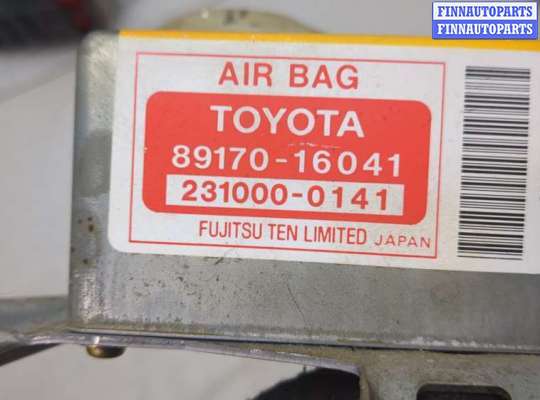 FINNAUTOPARTS
FINNAUTOPARTS
AIR BAG
TOYOTA
89170-16041
231000-0141
FUJITSU TEN LIMITED JAPAN